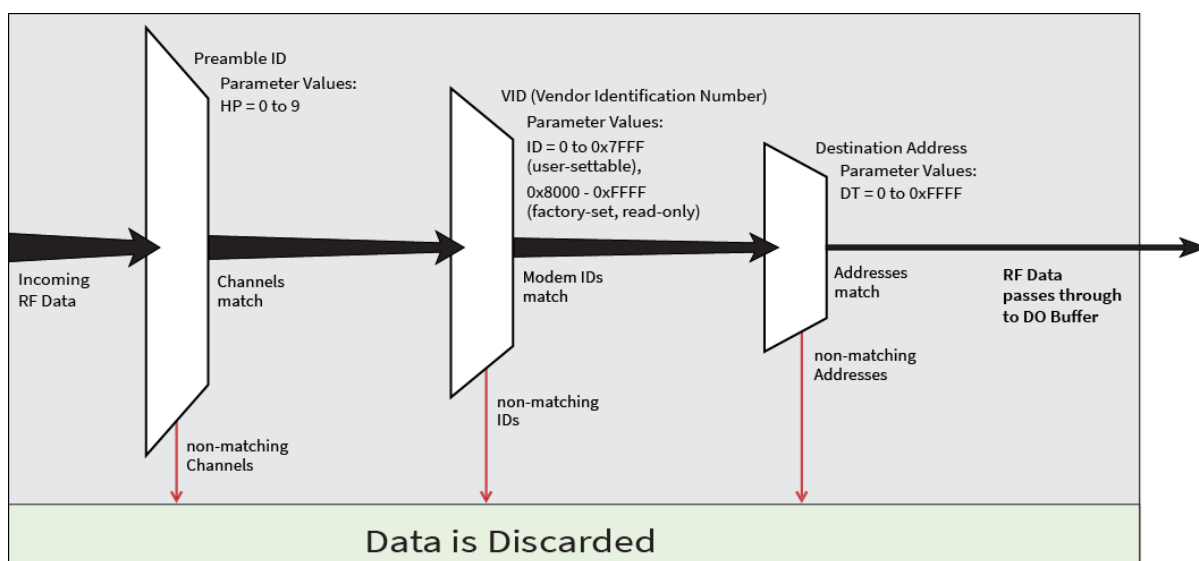 Preamble ID
Parameter Values:
HP = 0 to 9
VID (Vendor Identification Number)
Parameter Values:
ID = 0 to 0x7FFF
(user-settable),
0x8000 - 0xFFFF
(factory-set, read-only)
Destination Address
Parameter Values:
DT = 0 to 0xFFFF
Incoming
RF Data
Channels
match
Modem IDs
match
Addresses
match
RF Data
passes through
to DO Buffer
non-matching
Channels
non-matching
IDs
non-matching
Addresses
Data is Discarded